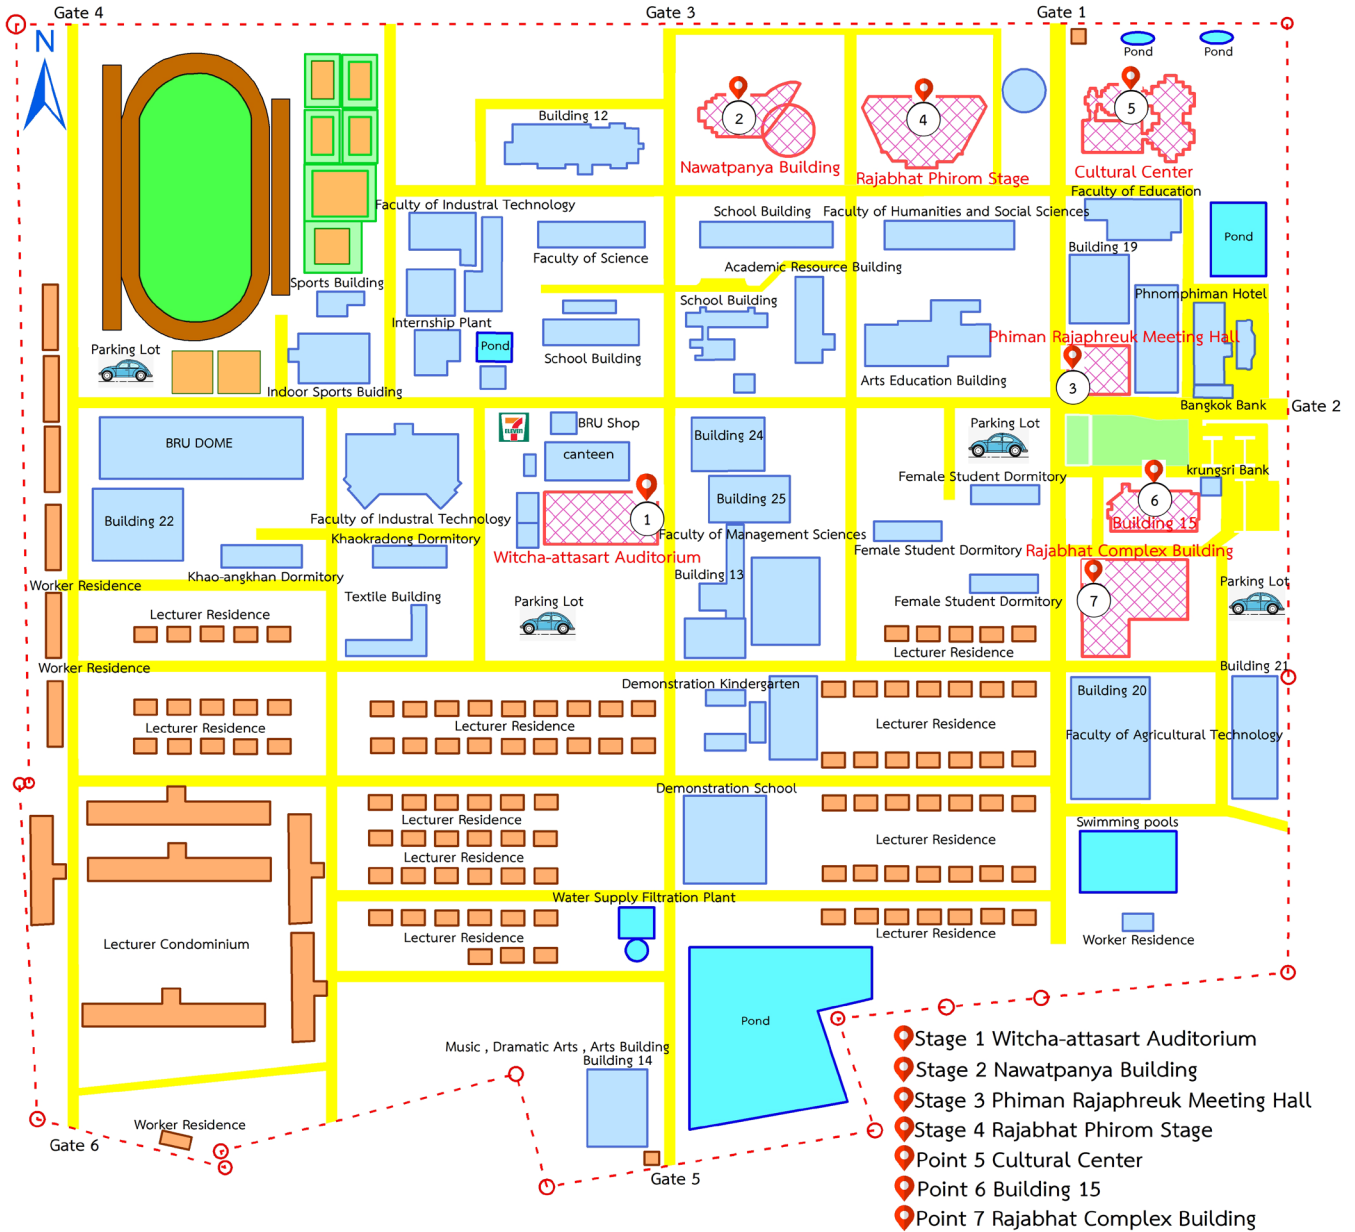 Gate 4
Gate 3
Gate 1
N
Pond
Pond
Building 12
2
4
5
Nawatpanya Building
Rajabhat Phirom Stage
Cultural Center
Faculty of Education
Faculty of Industral Technology
School Building
Faculty of Humanities and Social Sciences
Pond
Building 19
Faculty of Science
Academic Resource Building
Sports Building
School Building
Phnomphiman Hotel
Internship Plant
Phiman Rajaphreuk Meeting Hall
Parking Lot
Pond
School Building
3
Indoor Sports Buiding
Arts Education Building
Bangkok Bank
Gate 2
7
ELEVEN
BRU Shop
Parking Lot
BRU DOME
Building 24
canteen
krungsri Bank
Female Student Dormitory
Building 25
6
Building 22
Faculty of Industral Technology
1
Building 15
Khaokradong Dormitory
Faculty of Management Sciences
Witcha-attasart Auditorium
Female Student Dormitory
Rajabhat Complex Building
Khao-angkhan Dormitory
Building 13
Worker Residence
Parking Lot
Textile Building
Parking Lot
Female Student Dormitory
7
Lecturer Residence
Lecturer Residence
Worker Residence
Building 21
Demonstration Kindergarten
Building 20
Lecturer Residence
Lecturer Residence
Lecturer Residence
Faculty of Agricultural Technology
Demonstration School
Lecturer Residence
Swimming pools
Lecturer Residence
Lecturer Residence
Water Supply Filtration Plant
Lecturer Residence
Lecturer Residence
Worker Residence
Lecturer Condominium
Pond
Music , Dramatic Arts , Arts Building
Building 14
Worker Residence
Gate 6
Gate 5
Stage 1 Witcha-attasart Auditorium
Stage 2 Nawatpanya Building
Stage 3 Phiman Rajaphreuk Meeting Hall
Stage 4 Rajabhat Phirom Stage
Point 5 Cultural Center
Point 6 Building 15
Point 7 Rajabhat Complex Building